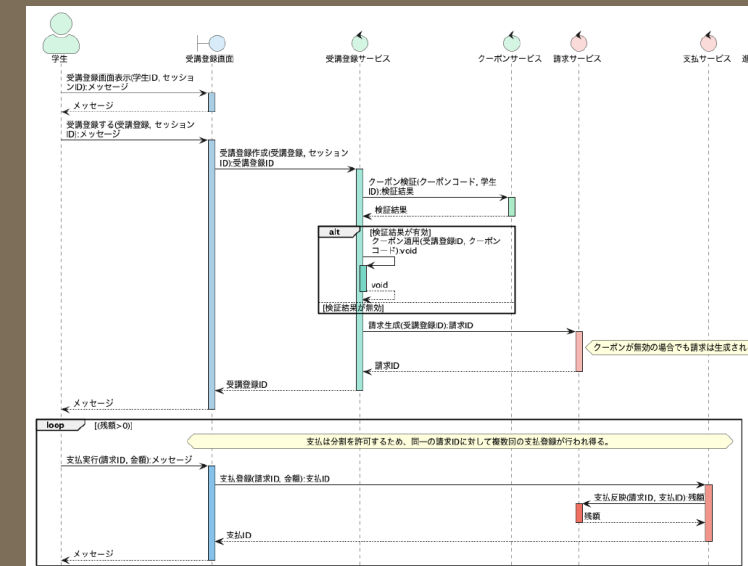 学生
受講登録画面
受講登録サービス
クーポンサービス
請求サービス
支払サービス
受講登録画面表示(学生ID, セッショ
ンID):メッセージ
メッセージ
受講登録する(受講登録, セッション
ID):メッセージ
受講登録作成(受講登録, セッション
ID):受講登録ID
クーポン検証(クーポンコード, 学生
ID):検証結果
検証結果
alt
[検証結果が有効]
クーポン適用(受講登録ID, クーポン
コード):void
void
[検証結果が無効]
請求生成(受講登録ID):請求ID
クーポンが無効の場合でも請求は生成され
請求ID
受講登録ID
メッセージ
loop
[(残額>0)]
支払は分割を許可するため、同一の請求IDに対して複数回の支払登録が行われ得る。
支払実行(請求ID, 金額):メッセージ
支払登録(請求ID, 金額):支払ID
支払反映(請求ID, 支払ID):残額
残額
支払ID
メッセージ